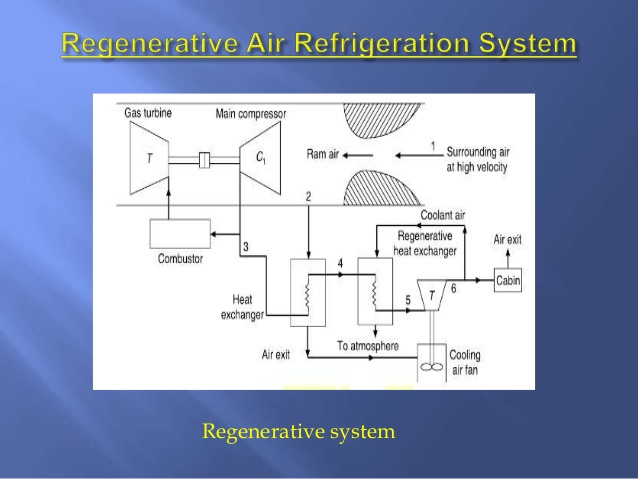 Regenerative Air Refrigeration System
Gas turbine
Main compressor
T
C1
Ram air
1
Surrounding air
at high velocity
2
Coolant air
Combustor
3
4
Regenerative
heat exchanger
Air exit
Heat
exchanger
5
T
6
Cabin
Air exit
To atmosphere
Cooling
air fan
Regenerative system